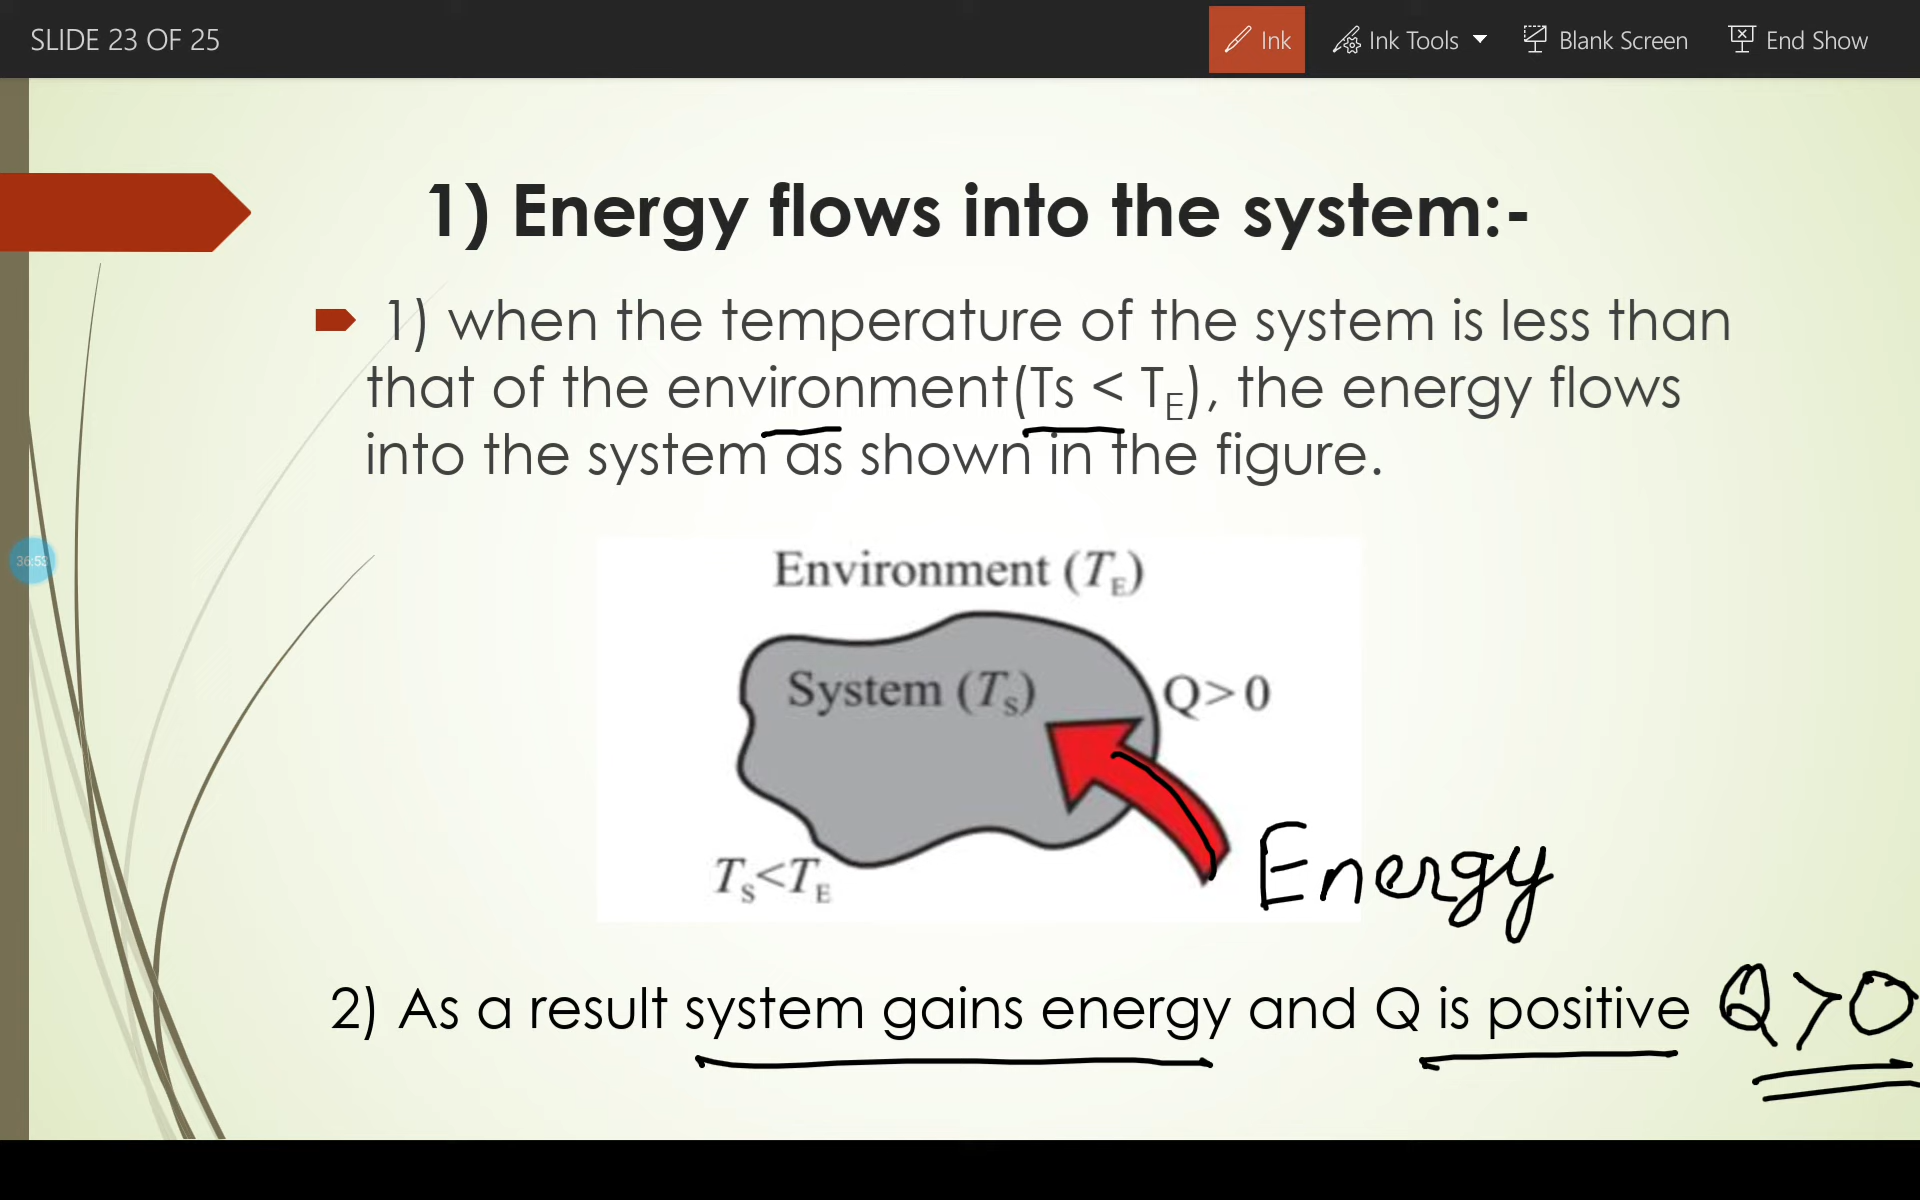 SLIDE 23 OF 25
Ink
Ink Tools
Blank Screen
End Show
1) Energy flows into the system:-
1) when the temperature of the system is less than
that of the environment(Ts < TE), the energy flows
into the system as shown in the figure.
36:53
Environment (TE)
System (Ts)
Q> 0
Ts<TE
Energy
2) As a result system gains energy and Q is positive Q>0